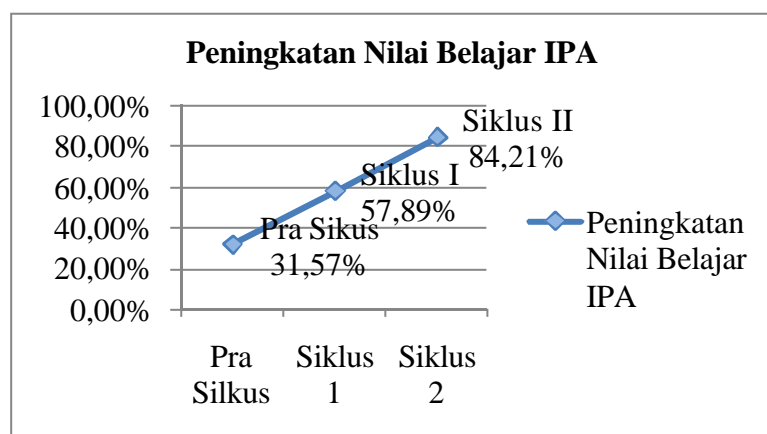 Peningkatan Nilai Belajar IPA
100,00%
80,00%
60,00%
40,00%
20,00%
0,00%
Siklus II
84,21%
Siklus I
57,89%
Pra Sikus
31,57%
Pra
Silkus
Siklus
1
Siklus
2
Peningkatan
Nilai Belajar
IPA